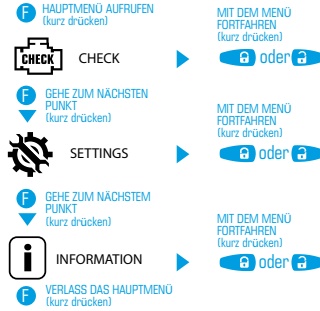 F HAUPTMENÜ AUFRUFEN
(kurz drücken)
MIT DEM MENÜ
FORTFAHREN
(kurz drücken)
CHECK CHECK
oder
F GEHE ZUM NÄCHSTEN
PUNKT
(kurz drücken)
MIT DEM MENÜ
FORTFAHREN
(kurz drücken)
SETTINGS
oder
F GEHE ZUM NÄCHSTEM
PUNKT
(kurz drücken)
MIT DEM MENÜ
FORTFAHREN
(kurz drücken)
i INFORMATION
oder
F VERLASS DAS HAUPTMENÜ
(kurz drücken)